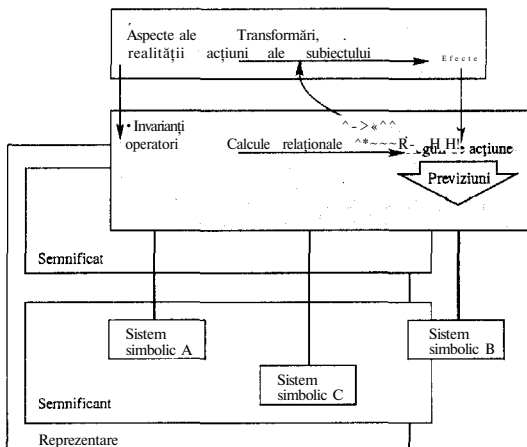 Aspecte ale Transformări,
realității acțiuni ale subiectului
Efecte
• Invarianți
operatori
Calcule relaționale
acțiune
Previziuni
Semnificat
Sistem
simbolic A
Sistem
simbolic B
Sistem
simbolic C
Semnificant
Reprezentare